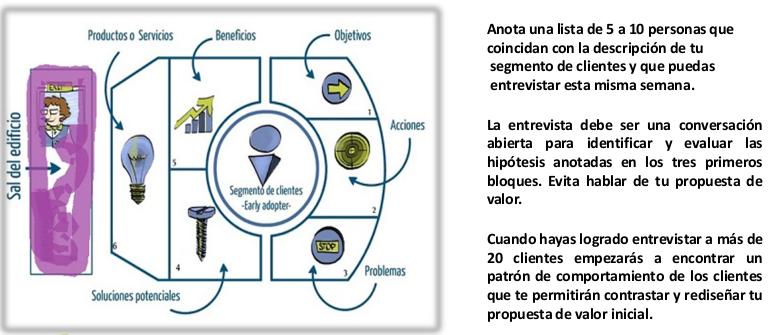 Productos o Servicios
Beneficios
Objetivos
EXIT
Sal del edificio
1
Acciones
5
Segmento de clientes
-Early adopter-
2
6
4
STOP
3
Problemas
Soluciones potenciales
Anota una lista de 5 a 10 personas que
coincidan con la descripción de tu
segmento de clientes y que puedas
entrevistar esta misma semana.
La entrevista debe ser una conversación
abierta para identificar y evaluar las
hipótesis anotadas en los tres primeros
bloques. Evita hablar de tu propuesta de
valor.
Cuando hayas logrado entrevistar a más de
20 clientes empezarás a encontrar un
patrón de comportamiento de los clientes
que te permitirán contrastar y rediseñar tu
propuesta de valor inicial.